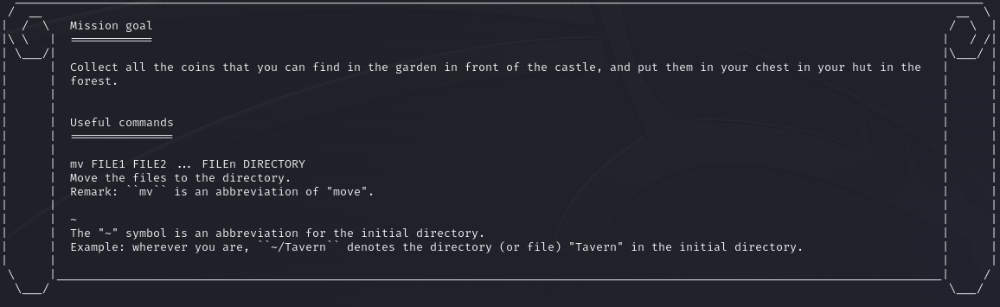 Mission goal
============
Collect all the coins that you can find in the garden in front of the castle, and put them in your chest in your hut in the
forest.
Useful commands
===============
mv FILE1 FILE2 ... FILEn DIRECTORY
Move the files to the directory.
Remark: ``mv`` is an abbreviation of "move".
~
The "~" symbol is an abbreviation for the initial directory.
Example: wherever you are, ``~/Tavern`` denotes the directory (or file) "Tavern" in the initial directory.